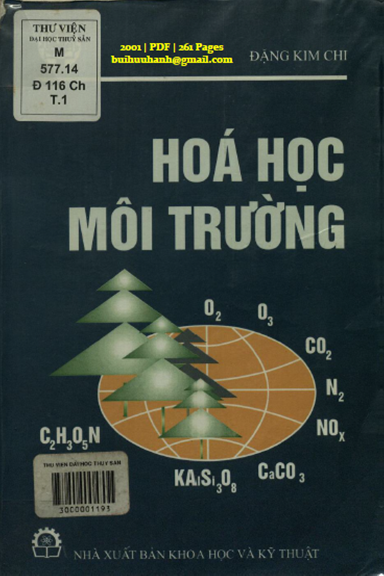 THƯ VIỆN
ĐẠI HỌC THUỶ SẢN
M
577.14
Đ 116 Ch
T.1
2001 | PDF | 261 Pages
buihuuhanh@gmail.com
ĐẶNG KIM CHI
HOÁ HỌC
MÔI TRƯỜNG
O₂
O₃
CO₂
N₂
NOₓ
C₂H₃O₅N
KAlSi₃O₈
CaCO₃
THƯ VIỆN ĐẠI HỌC THUỶ SẢN
3000001193
NHÀ XUẤT BẢN KHOA HỌC VÀ KỸ THUẬT